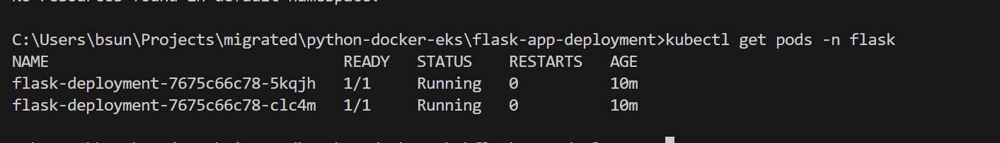 No resources found in default namespace.
C:\Users\bsun\Projects\migrated\python-docker-eks\flask-app-deployment>kubectl get pods -n flask
NAME                                READY   STATUS    RESTARTS   AGE
flask-deployment-7675c66c78-5kqjh   1/1     Running   0          10m
flask-deployment-7675c66c78-clc4m   1/1     Running   0          10m